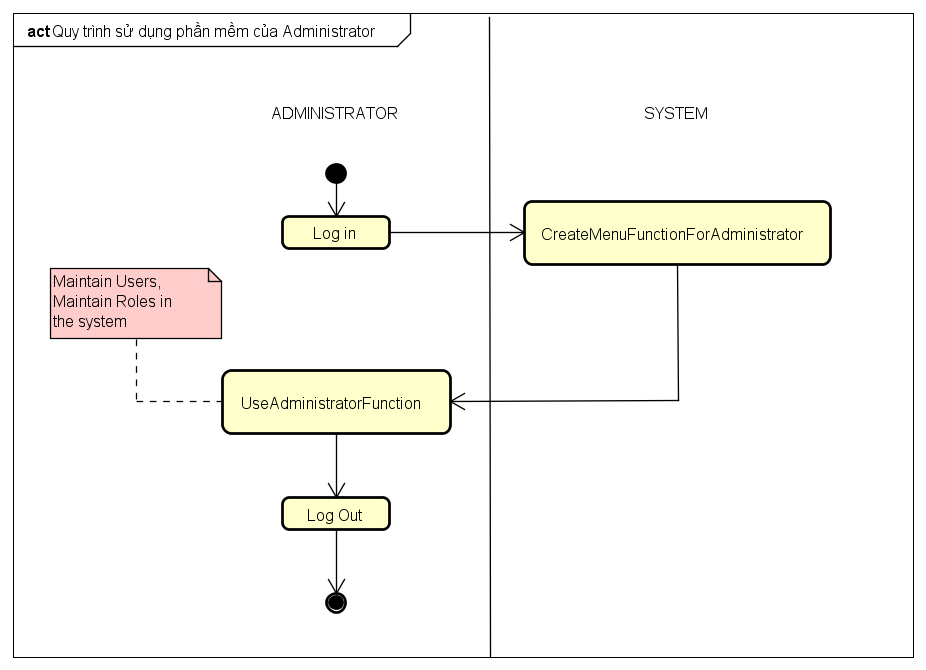 act Quy trình sử dụng phần mềm của Administrator
ADMINISTRATOR
SYSTEM
Log in
CreateMenuFunctionForAdministrator
Maintain Users,
Maintain Roles in
the system
UseAdministratorFunction
Log Out